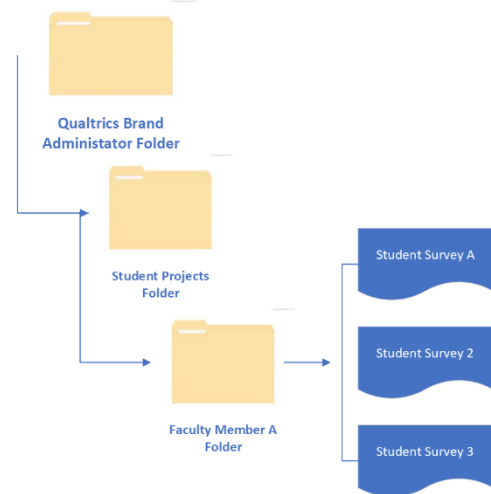 Qualtrics Brand
Administator Folder
Student Projects
Folder
Faculty Member A
Folder
Student Survey A
Student Survey 2
Student Survey 3